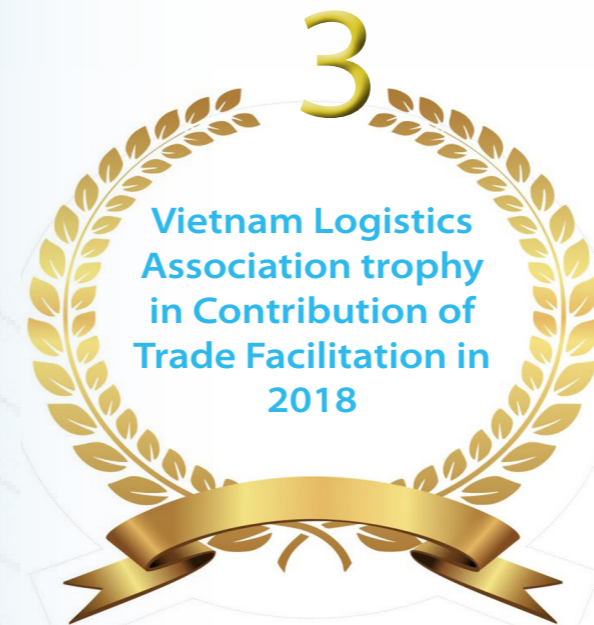 3
Vietnam Logistics
Association trophy
in Contribution of
Trade Facilitation in
2018